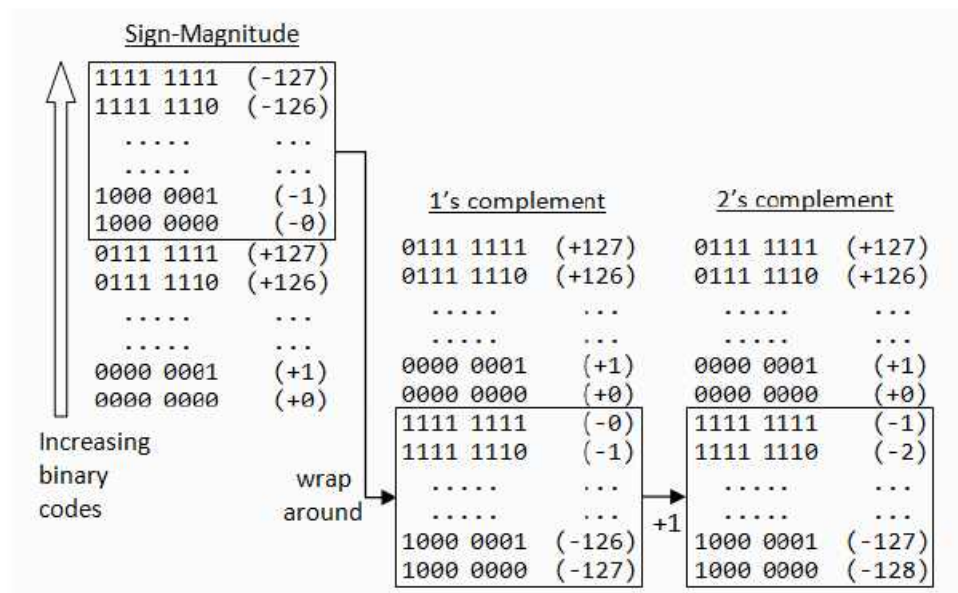 Sign-Magnitude
1111 1111 (-127)
1111 1110 (-126)
..... ...
..... ...
1000 0001 (-1)
1000 0000 (-0)
0111 1111 (+127)
0111 1110 (+126)
..... ...
..... ...
0000 0001 (+1)
0000 0000 (+0)
Increasing
binary
codes
wrap
around
1's complement
0111 1111 (+127)
0111 1110 (+126)
..... ...
..... ...
0000 0001 (+1)
0000 0000 (+0)
1111 1111 (-0)
1111 1110 (-1)
..... ...
..... ...
1000 0001 (-126)
1000 0000 (-127)
+1
2's complement
0111 1111 (+127)
0111 1110 (+126)
..... ...
..... ...
0000 0001 (+1)
0000 0000 (+0)
1111 1111 (-1)
1111 1110 (-2)
..... ...
..... ...
1000 0001 (-127)
1000 0000 (-128)